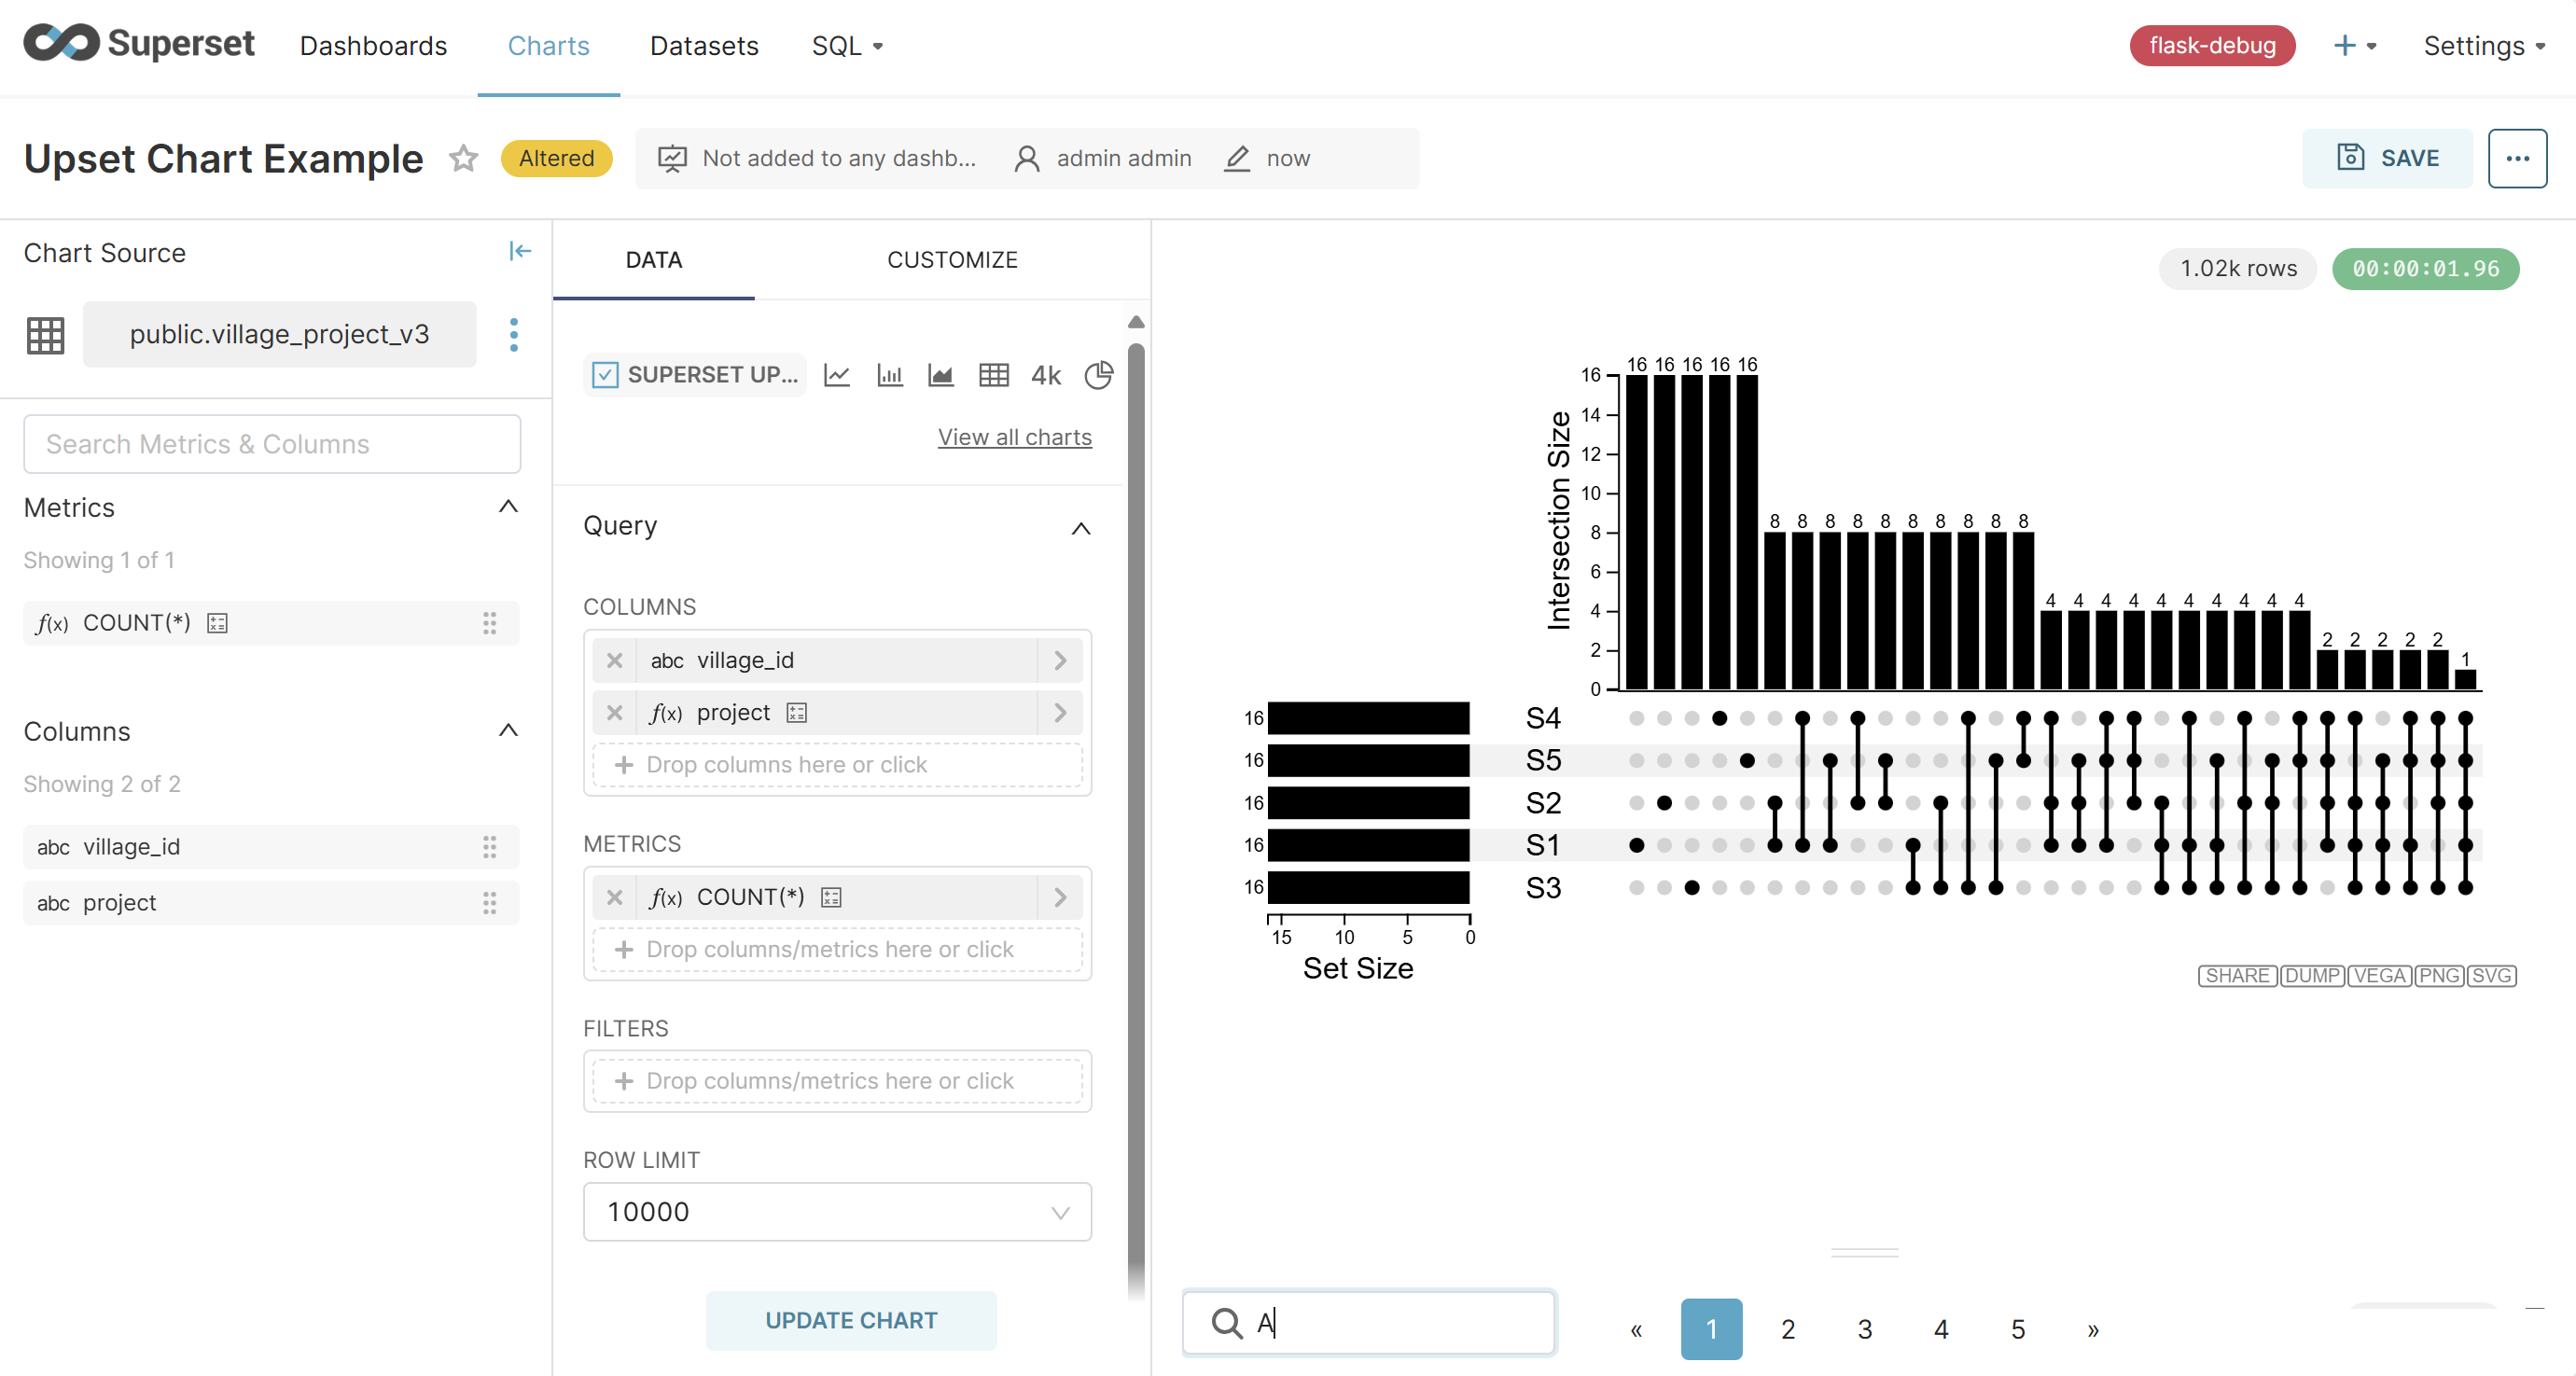 Superset Dashboards Charts Datasets SQL flask-debug + Settings
Upset Chart Example Altered Not added to any dashb... admin admin now SAVE ...
Chart Source
public.village_project_v3
Search Metrics & Columns
Metrics
Showing 1 of 1
f(x) COUNT(*)
Columns
Showing 2 of 2
abc village_id
abc project
DATA CUSTOMIZE
SUPERSET UP... 4k
View all charts
Query
COLUMNS
abc village_id
f(x) project
+ Drop columns here or click
METRICS
f(x) COUNT(*)
+ Drop columns/metrics here or click
FILTERS
+ Drop columns/metrics here or click
ROW LIMIT
10000
UPDATE CHART
1.02k rows 00:00:01.96
16 16 16 16 16
16
14
12
10
8 8 8 8 8 8 8 8 8 8
8
6
4 4 4 4 4 4 4 4 4 4
4
2 2 2 2 2
2
1
0
Intersection Size
16 S4
16 S5
16 S2
16 S1
16 S3
15 10 5 0
Set Size
SHARE DUMP VEGA PNG SVG
A
« 1 2 3 4 5 »